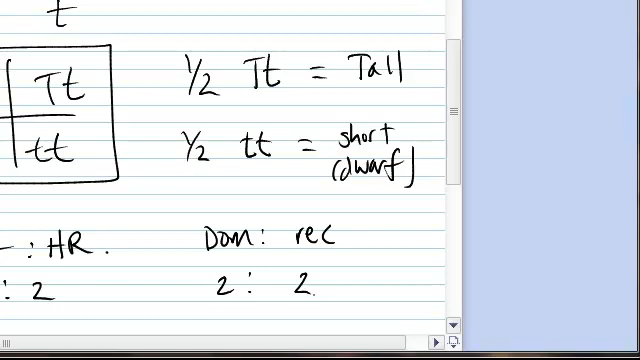 t
Tt 1/2 Tt = Tall
tt 1/2 tt = short
(dwarf)
: HR. Dom: rec
: 2 2: 2